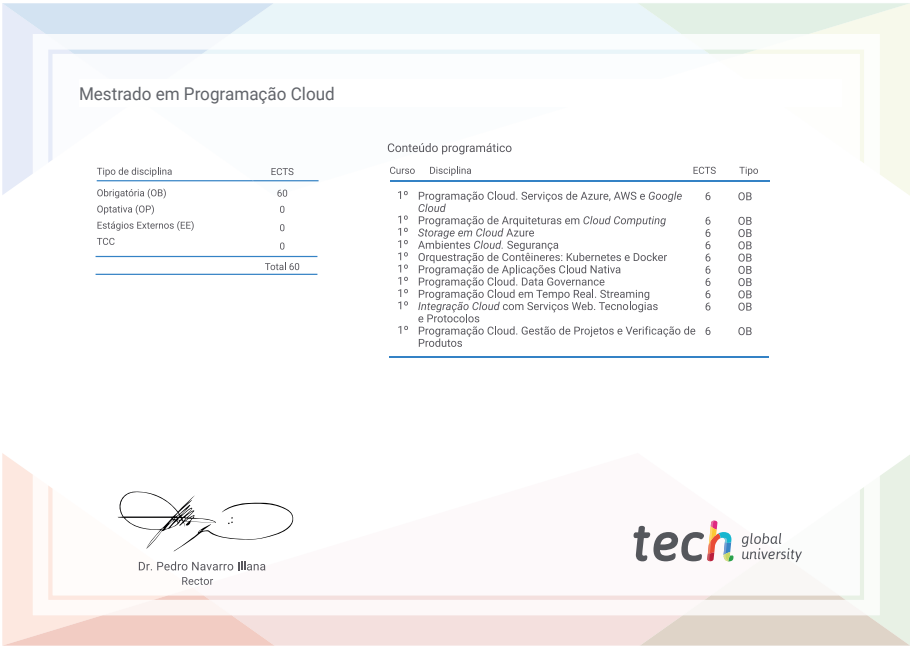 Mestrado em Programação Cloud
Tipo de disciplina ECTS
Obrigatória (OB) 60
Optativa (OP) 0
Estágios Externos (EE) 0
TCC 0
Total 60
Conteúdo programático
Curso Disciplina ECTS Tipo
1º Programação Cloud. Serviços de Azure, AWS e Google 6 OB
Cloud
1º Programação de Arquiteturas em Cloud Computing 6 OB
1º Storage em Cloud Azure 6 OB
1º Ambientes Cloud. Segurança 6 OB
1º Orquestração de Contêineres: Kubernetes e Docker 6 OB
1º Programação de Aplicações Cloud Nativa 6 OB
1º Programação Cloud. Data Governance 6 OB
1º Programação Cloud em Tempo Real. Streaming 6 OB
1º Integração Cloud com Serviços Web. Tecnologias 6 OB
e Protocolos
1º Programação Cloud. Gestão de Projetos e Verificação de 6 OB
Produtos
Dr. Pedro Navarro Illana
Rector
tech global
university